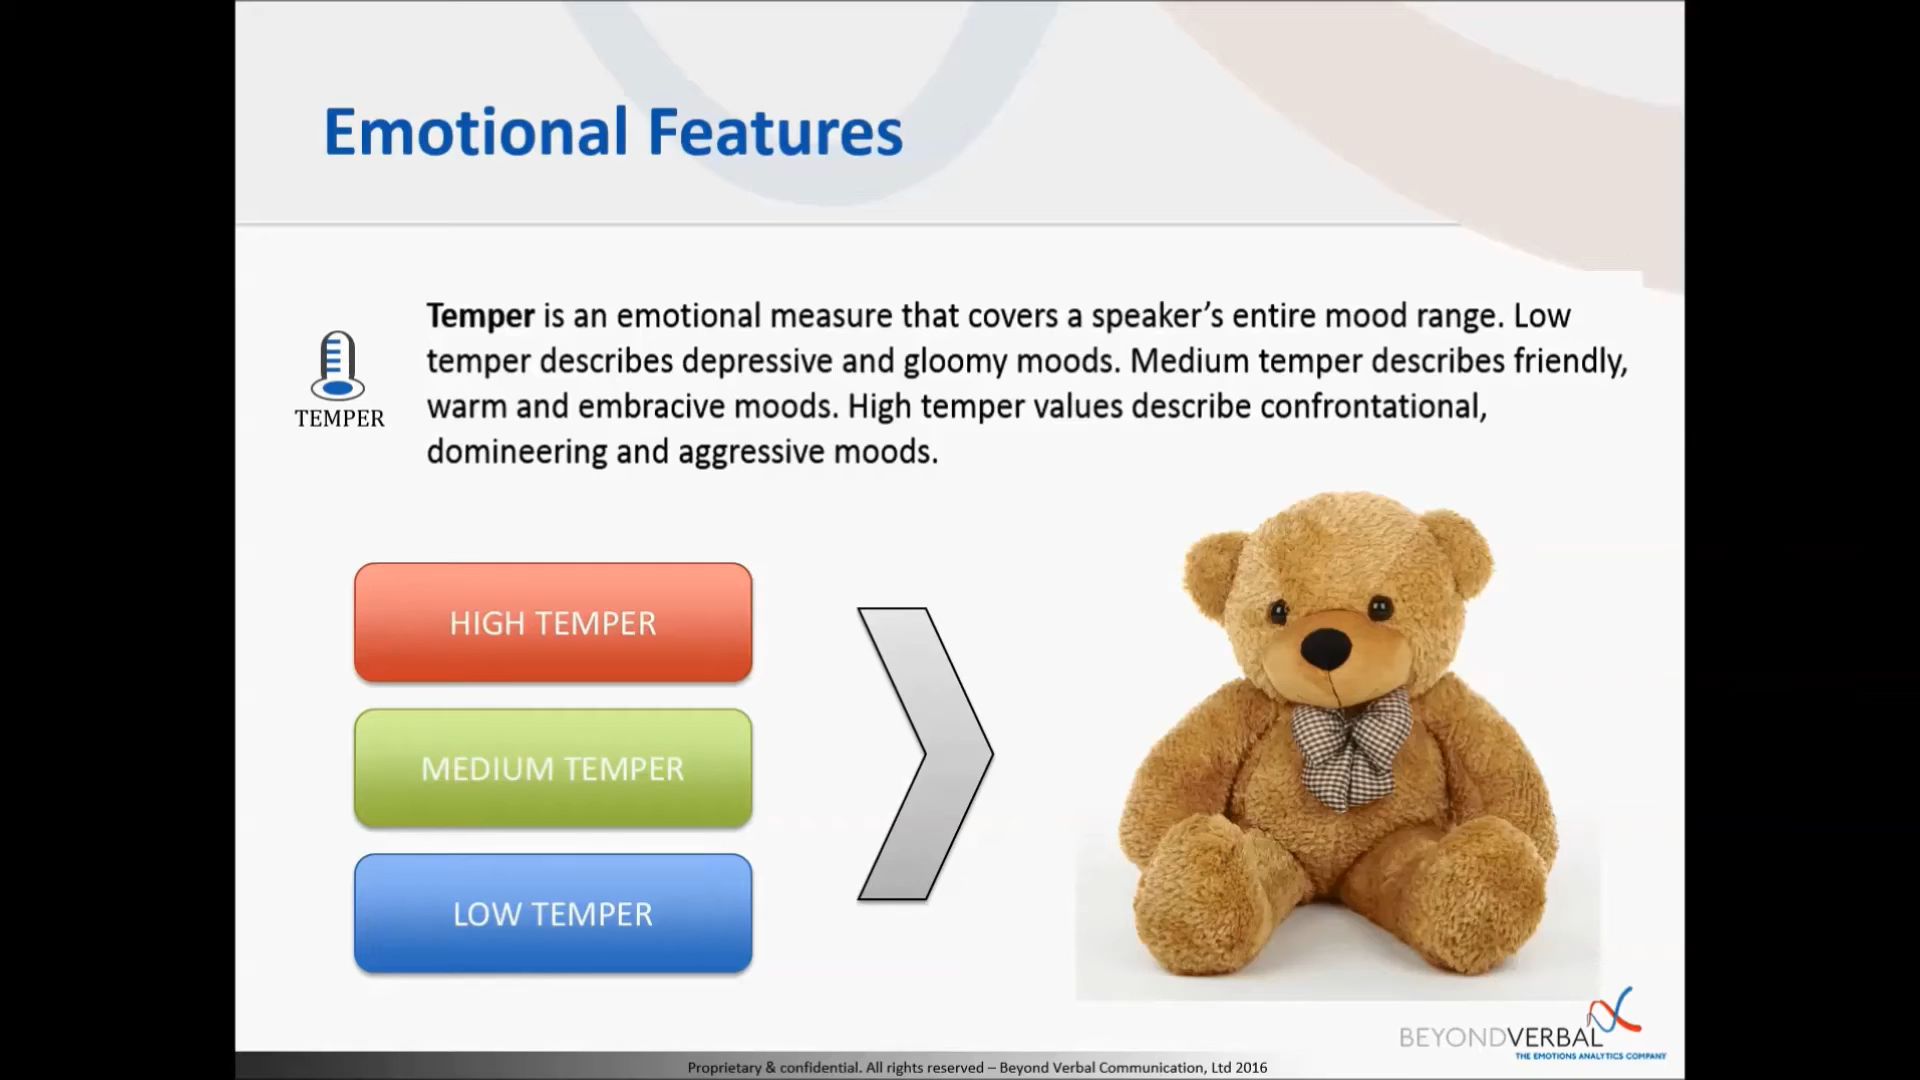 Emotional Features
Temper is an emotional measure that covers a speaker’s entire mood range. Low
temper describes depressive and gloomy moods. Medium temper describes friendly,
warm and embracive moods. High temper values describe confrontational,
domineering and aggressive moods.
TEMPER
HIGH TEMPER
MEDIUM TEMPER
LOW TEMPER
BEYONDVERBAL
THE EMOTIONS ANALYTICS COMPANY
Proprietary & confidential. All rights reserved – Beyond Verbal Communication, Ltd 2016